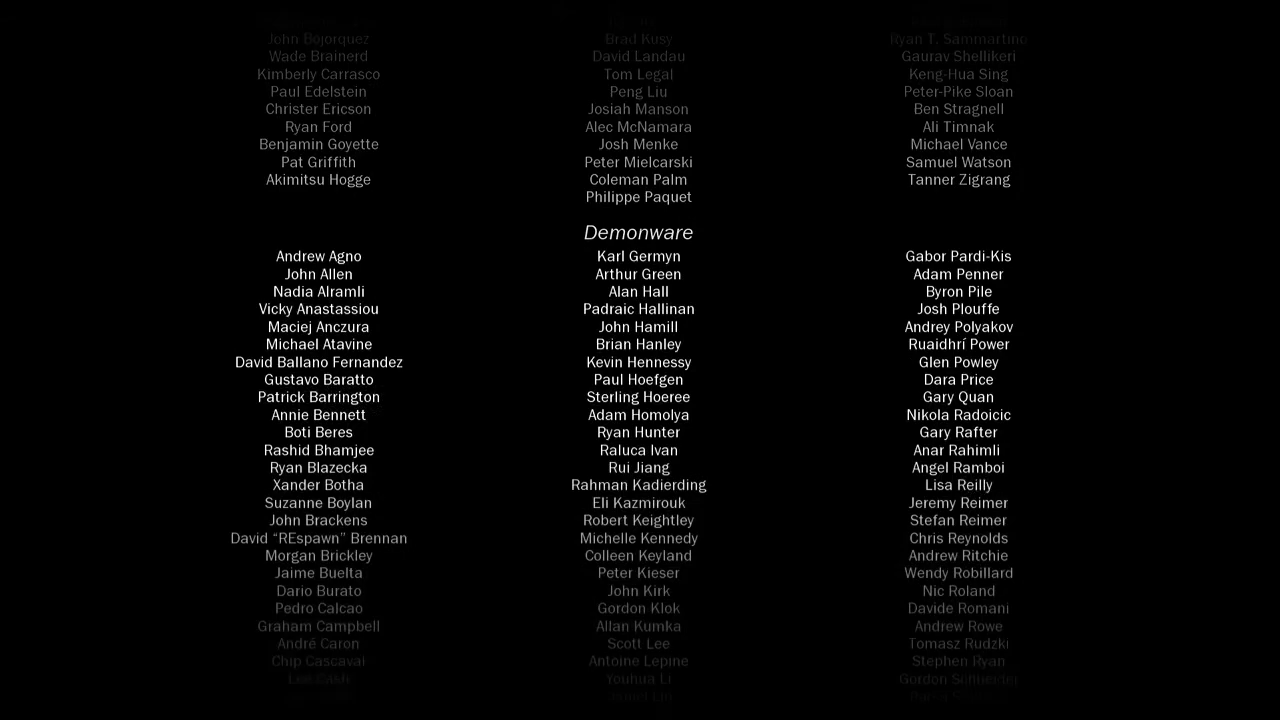 John Bojorquez
Wade Brainerd
Kimberly Carrasco
Paul Edelstein
Christer Ericson
Ryan Ford
Benjamin Goyette
Pat Griffith
Akimitsu Hogge
Brad Kusy
David Landau
Tom Legal
Peng Liu
Josiah Manson
Alec McNamara
Josh Menke
Peter Mielcarski
Coleman Palm
Philippe Paquet
Ryan T. Sammartino
Gaurav Shellikeri
Keng-Hua Sing
Peter-Pike Sloan
Ben Stragnell
Ali Timnak
Michael Vance
Samuel Watson
Tanner Zigrang
Demonware
Andrew Agno
John Allen
Nadia Alramli
Vicky Anastassiou
Maciej Anczura
Michael Atavine
David Ballano Fernandez
Gustavo Baratto
Patrick Barrington
Annie Bennett
Boti Beres
Rashid Bhamjee
Ryan Blazecka
Xander Botha
Suzanne Boylan
John Brackens
David “REspawn” Brennan
Morgan Brickley
Jaime Buelta
Dario Burato
Pedro Calcao
Graham Campbell
André Caron
Chip Cascaval
Karl Germyn
Arthur Green
Alan Hall
Padraic Hallinan
John Hamill
Brian Hanley
Kevin Hennessy
Paul Hoefgen
Sterling Hoeree
Adam Homolya
Ryan Hunter
Raluca Ivan
Rui Jiang
Rahman Kadierding
Eli Kazmirouk
Robert Keightley
Michelle Kennedy
Colleen Keyland
Peter Kieser
John Kirk
Gordon Klok
Allan Kumka
Scott Lee
Antoine Lepine
Youhua Li
Gabor Pardi-Kis
Adam Penner
Byron Pile
Josh Plouffe
Andrey Polyakov
Ruaidhrí Power
Glen Powley
Dara Price
Gary Quan
Nikola Radoicic
Gary Rafter
Anar Rahimli
Angel Ramboi
Lisa Reilly
Jeremy Reimer
Stefan Reimer
Chris Reynolds
Andrew Ritchie
Wendy Robillard
Nic Roland
Davide Romani
Andrew Rowe
Tomasz Rudzki
Stephen Ryan
Gordon